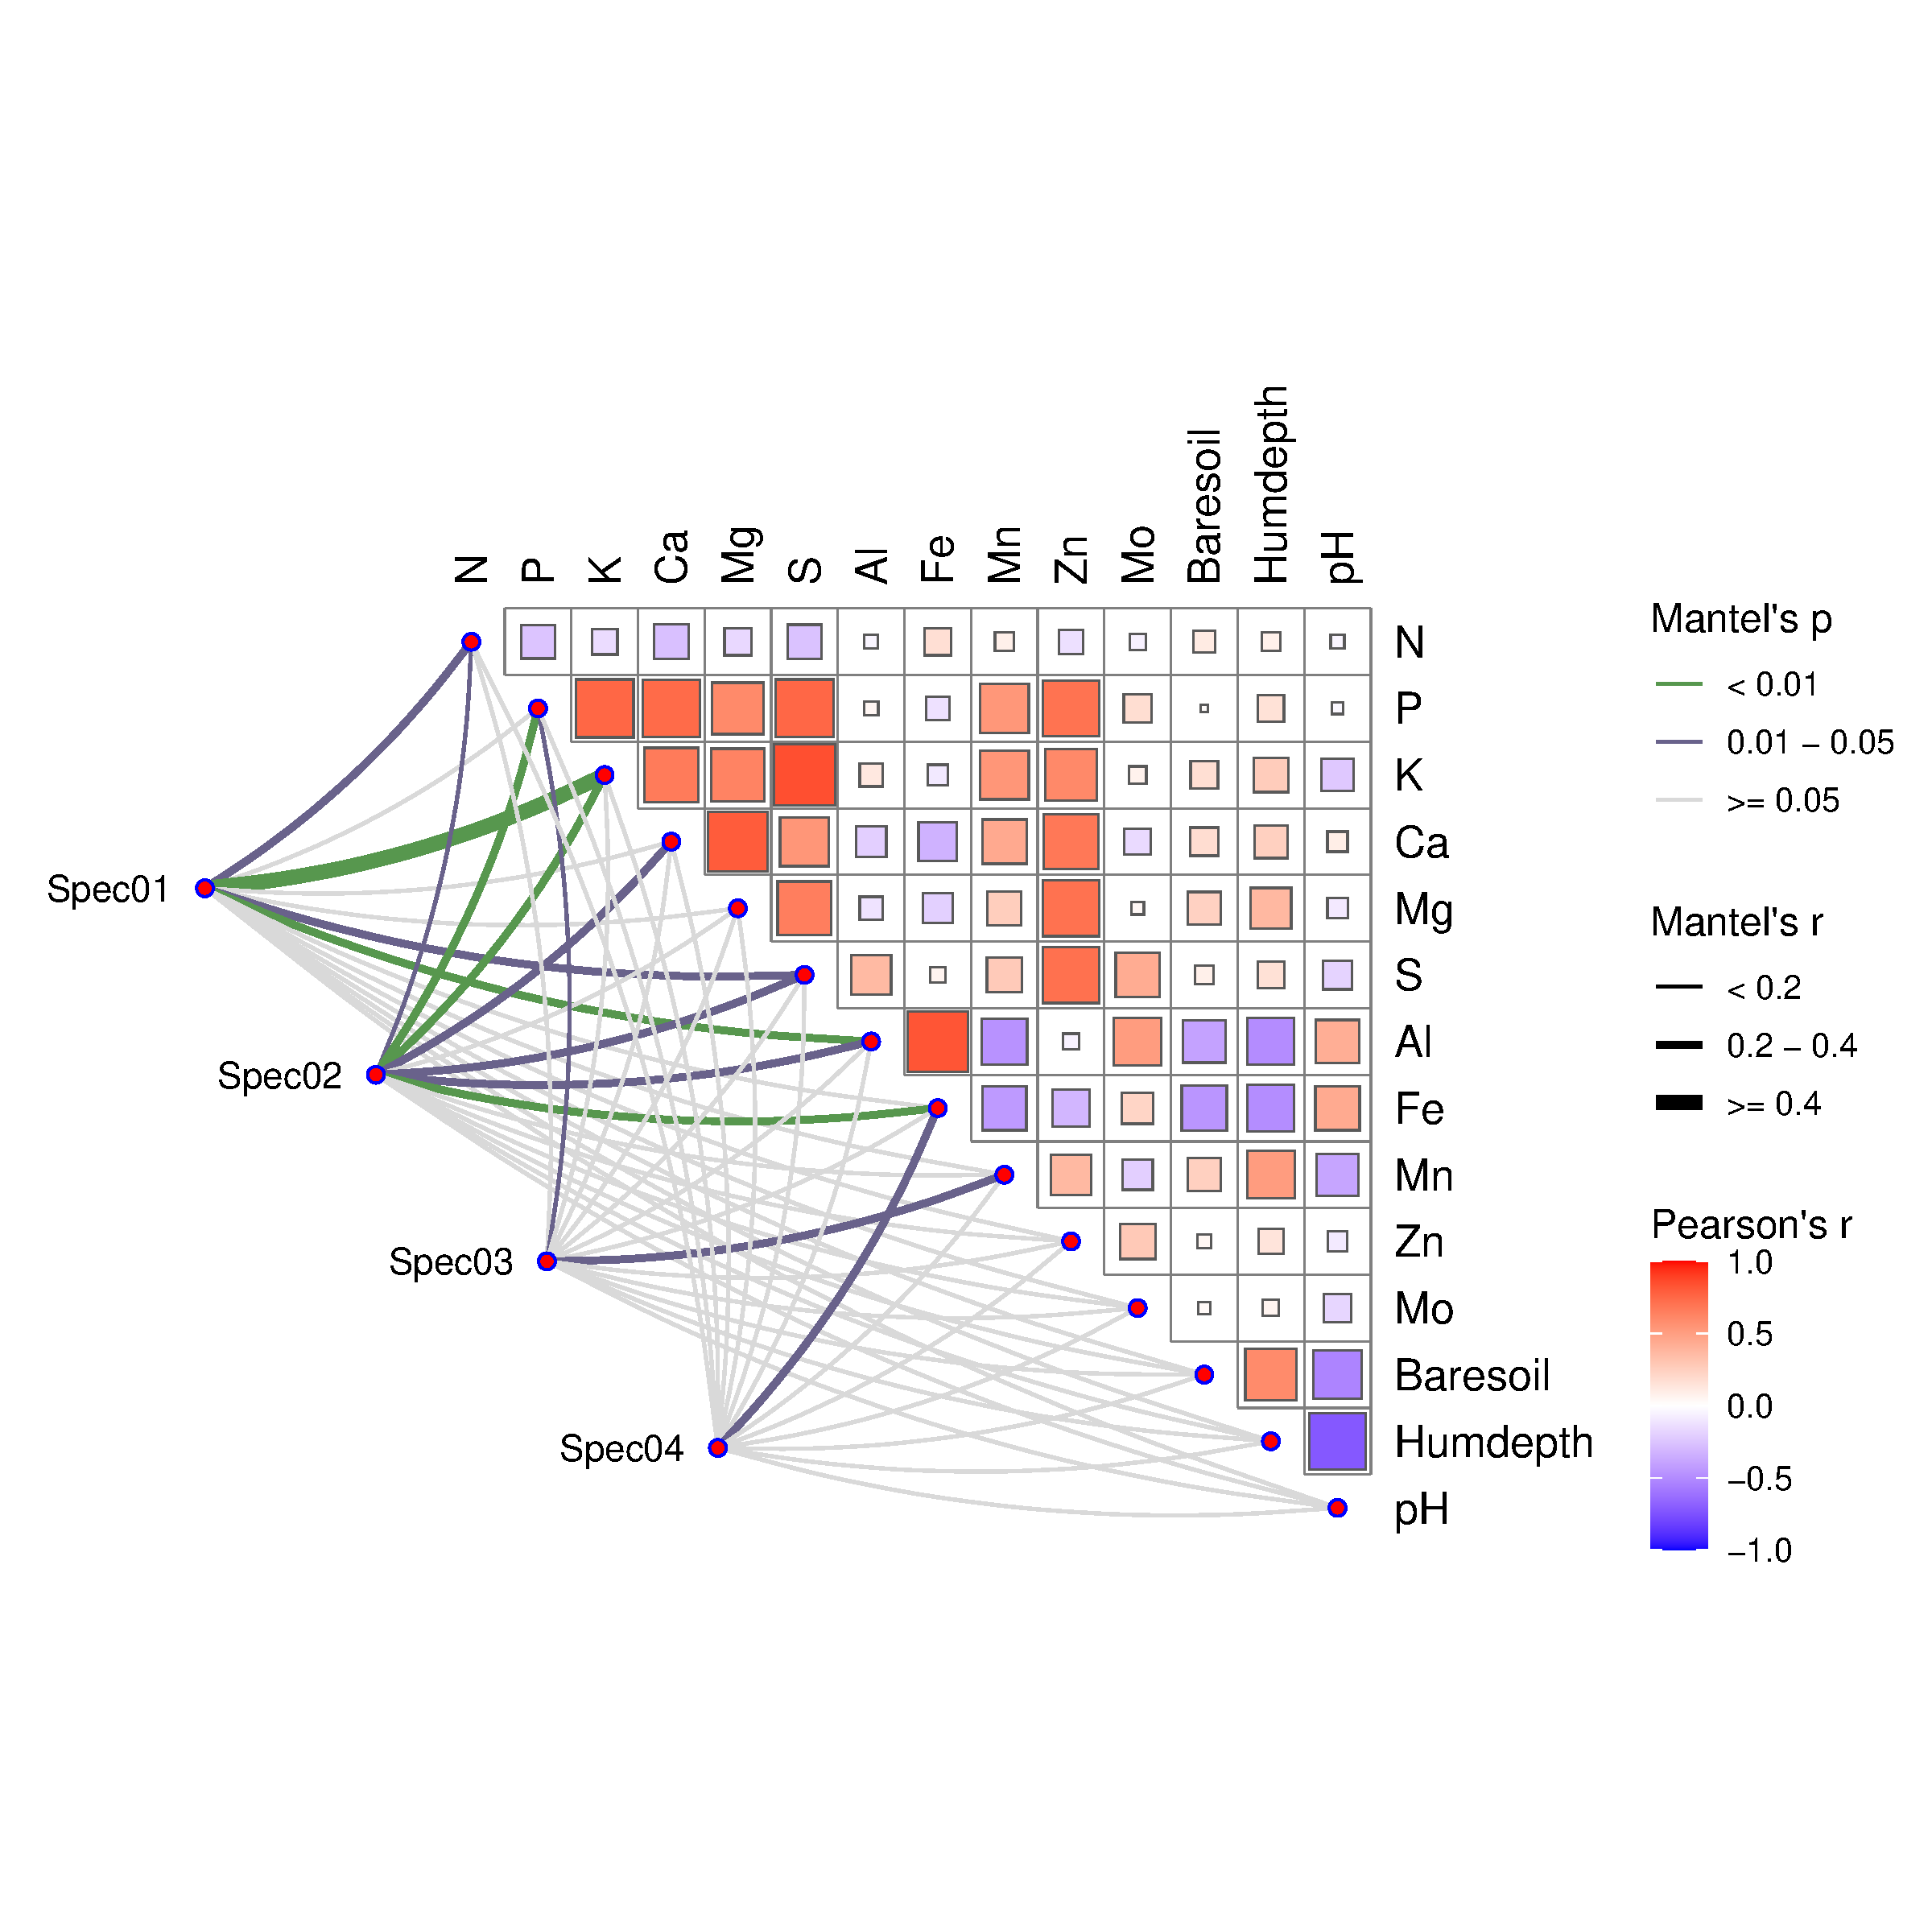 N
P
K
Ca
Mg
S
Al
Fe
Mn
Zn
Mo
Baresoil
Humdepth
pH
N
P
K
Ca
Mg
S
Al
Fe
Mn
Zn
Mo
Baresoil
Humdepth
pH
Spec01
Spec02
Spec03
Spec04
Mantel's p
< 0.01
0.01 − 0.05
>= 0.05
Mantel's r
< 0.2
0.2 − 0.4
>= 0.4
Pearson's r
1.0
0.5
0.0
−0.5
−1.0